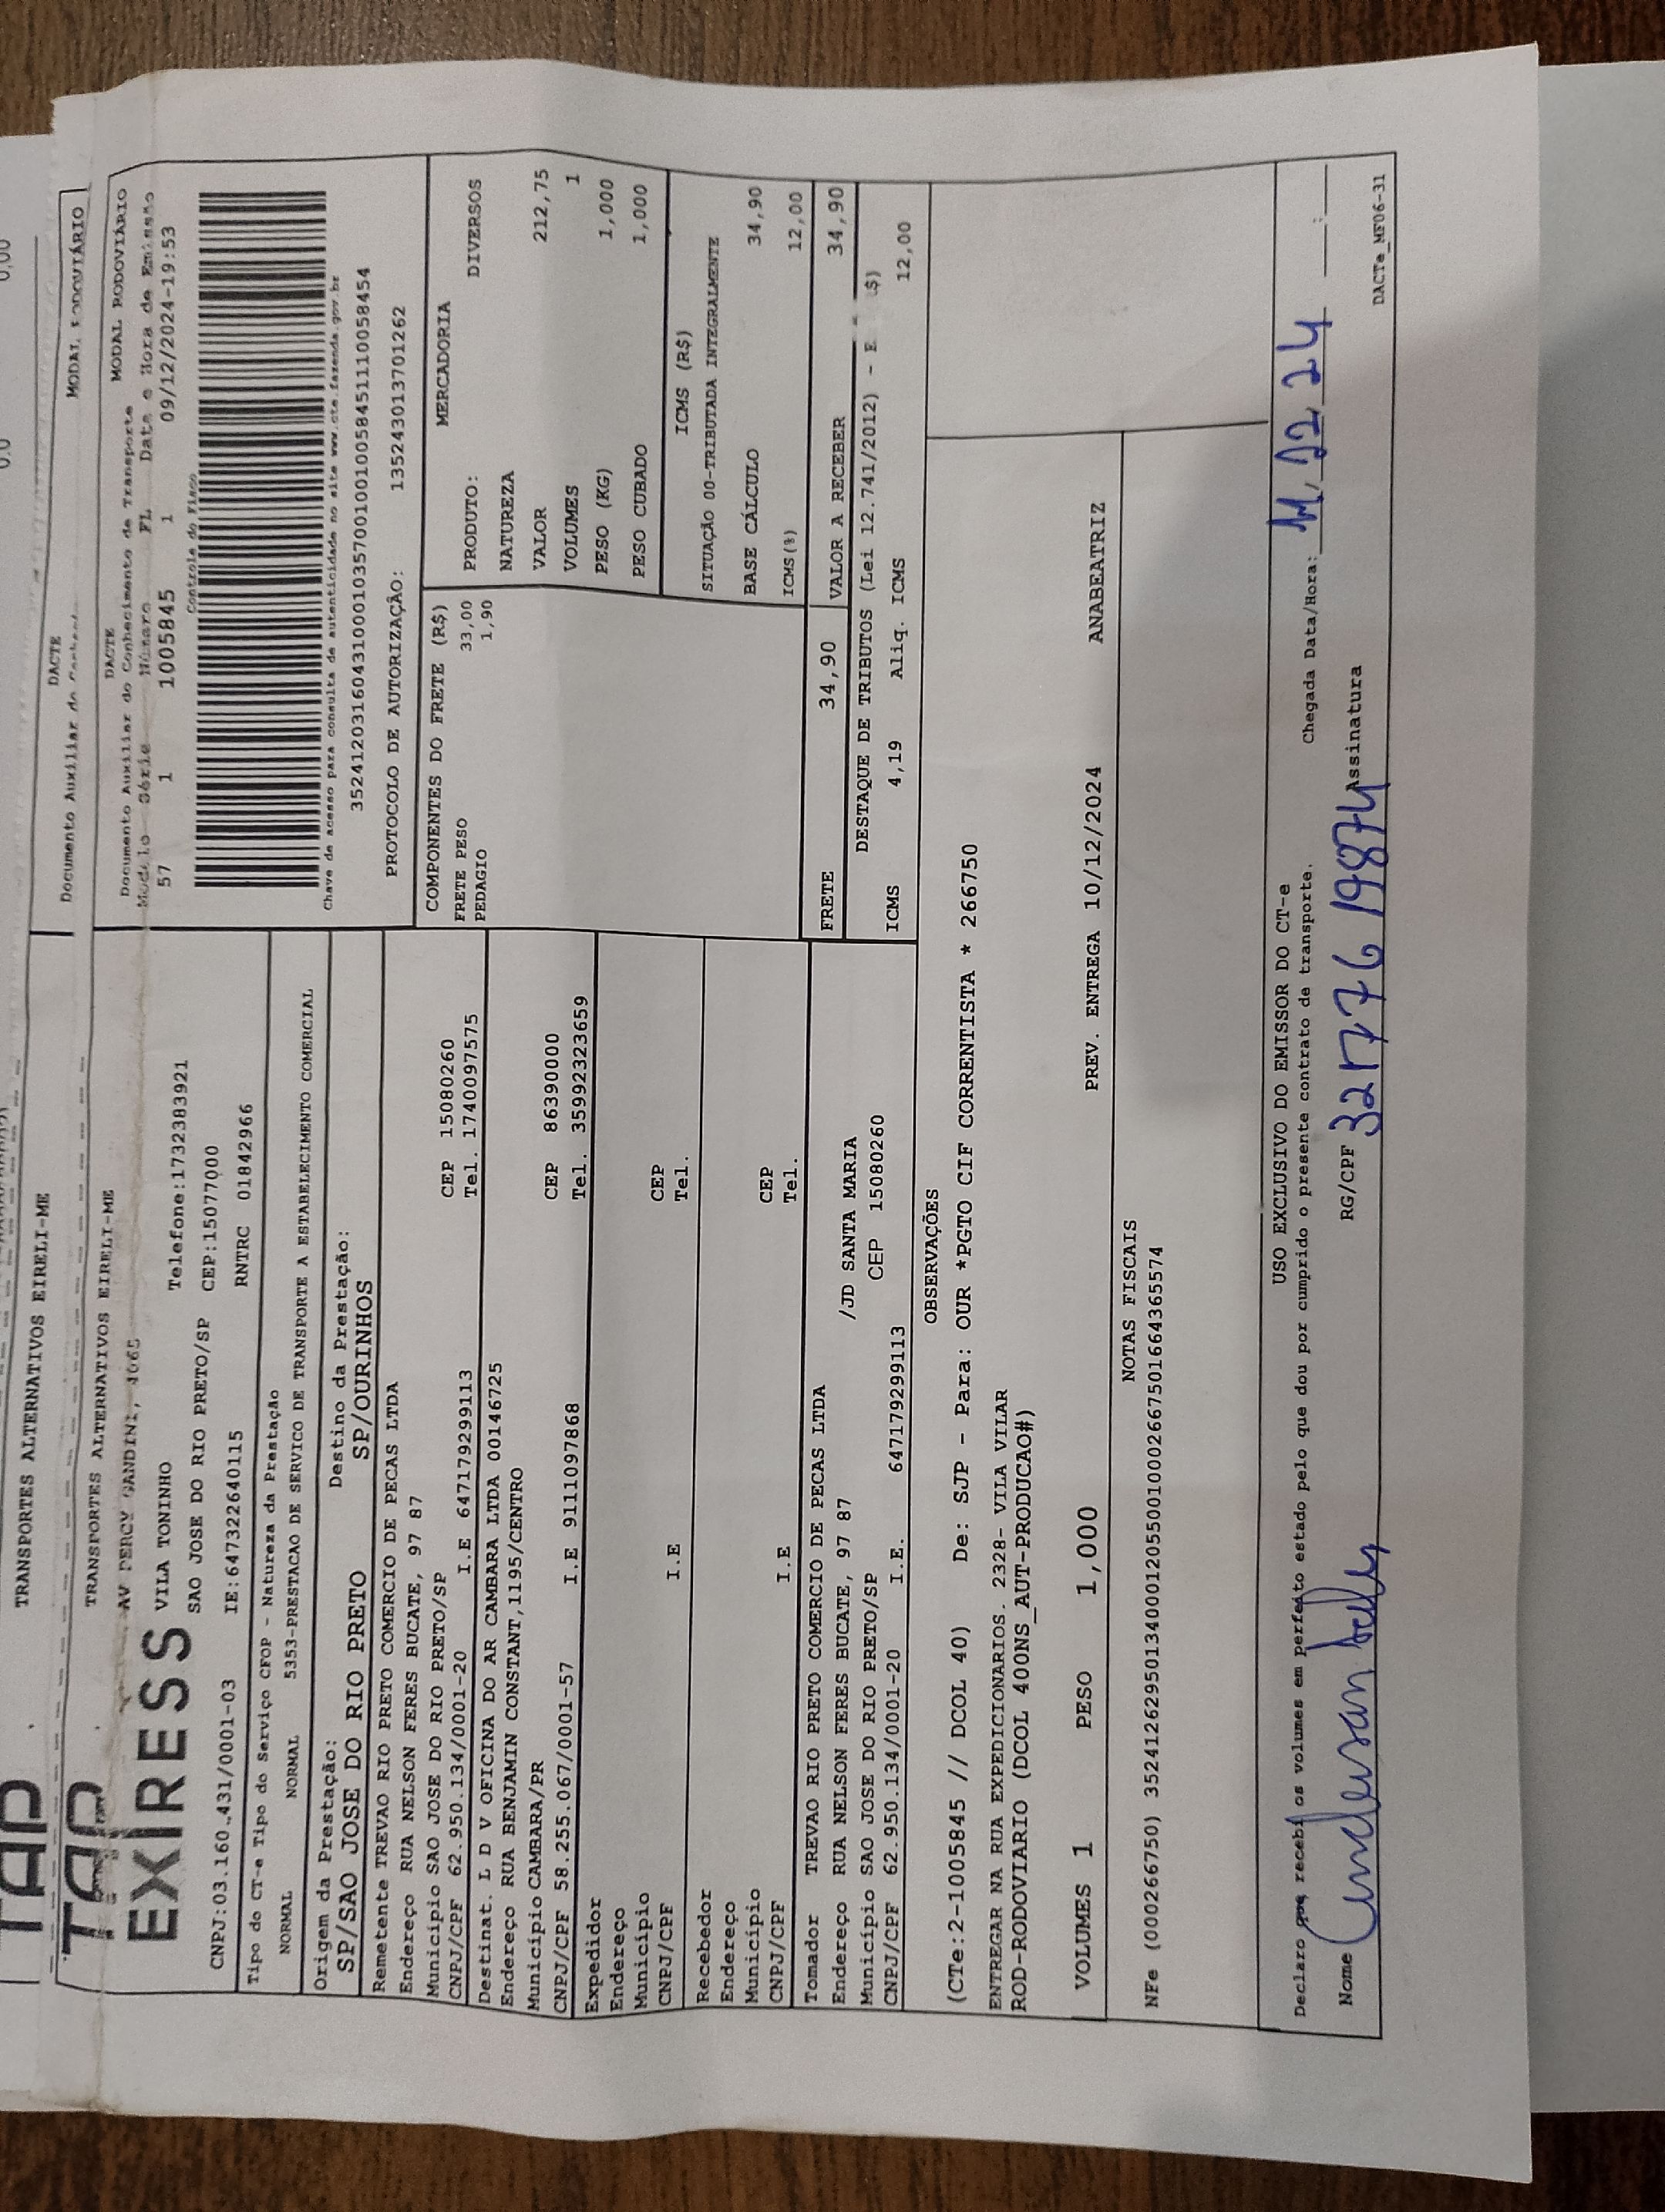 0,0 0,00
TAP
TRANSPORTES ALTERNATIVOS EIRELI-ME
DACTE
Documento Auxiliar do
TAP
EXPRESS
TRANSPORTES ALTERNATIVOS EIRELI-ME
AV PERCY GANDINI, 4065
VILA TONINHO Telefone:1732383921
SAO JOSE DO RIO PRETO/SP CEP:15077000
CNPJ:03.160.431/0001-03 IE:647322640115 RNTRC 01842966
DACTE MODAL RODOVIÁRIO
Documento Auxiliar do Conhecimento de Transporte
Modelo Série Número FL Data e Hora de Emissão
57 1 1005845 1 09/12/2024-19:53
Controle do Fisco
Chave de acesso para consulta de autenticidade no site www.cte.fazenda.gov.br
35241203160431000103570010010058451110058454
PROTOCOLO DE AUTORIZAÇÃO: 135243013701262
Tipo do CT-e Tipo do Serviço CFOP - Natureza da Prestação
NORMAL NORMAL 5353-PRESTACAO DE SERVICO DE TRANSPORTE A ESTABELECIMENTO COMERCIAL
Origem da Prestação: Destino da Prestação:
SP/SAO JOSE DO RIO PRETO SP/OURINHOS
Remetente TREVAO RIO PRETO COMERCIO DE PECAS LTDA
Endereço RUA NELSON FERES BUCATE, 97 87
Município SAO JOSE DO RIO PRETO/SP CEP 15080260
CNPJ/CPF 62.950.134/0001-20 I.E 647179299113 Tel. 1740097575
Destinat. L D V OFICINA DO AR CAMBARA LTDA 00146725
Endereço RUA BENJAMIN CONSTANT,1195/CENTRO
Município CAMBARA/PR CEP 86390000
CNPJ/CPF 58.255.067/0001-57 I.E 9111097868 Tel. 35992323659
Expedidor
Endereço
Município CEP
CNPJ/CPF I.E Tel.
Recebedor
Endereço
Município CEP
CNPJ/CPF I.E Tel.
Tomador TREVAO RIO PRETO COMERCIO DE PECAS LTDA
Endereço RUA NELSON FERES BUCATE, 97 87 /JD SANTA MARIA
Município SAO JOSE DO RIO PRETO/SP CEP 15080260
CNPJ/CPF 62.950.134/0001-20 I.E. 647179299113
COMPONENTES DO FRETE (R$)
FRETE PESO 33,00
PEDAGIO 1,90
MERCADORIA
PRODUTO: DIVERSOS
NATUREZA
VALOR 212,75
VOLUMES 1
PESO (KG) 1,000
PESO CUBADO 1,000
ICMS (R$)
SITUAÇÃO 00-TRIBUTADA INTEGRALMENTE
BASE CÁLCULO 34,90
ICMS(%) 12,00
FRETE 34,90 VALOR A RECEBER 34,90
DESTAQUE DE TRIBUTOS (Lei 12.741/2012) - $)
ICMS 4,19 Aliq. ICMS 12,00
OBSERVAÇÕES
(CTe:2-1005845 // DCOL 40) De: SJP - Para: OUR *PGTO CIF CORRENTISTA * 266750
ENTREGAR NA RUA EXPEDICIONARIOS. 2328- VILA VILAR
ROD-RODOVIARIO (DCOL 400NS_AUT-PRODUCAO#)
VOLUMES 1 PESO 1,000 PREV. ENTREGA 10/12/2024 ANABEATRIZ
NOTAS FISCAIS
NFe (000266750) 35241262950134000120550010002667501664365574
USO EXCLUSIVO DO EMISSOR DO CT-e
Declaro que recebi os volumes em perfeito estado pelo que dou por cumprido o presente contrato de transporte. Chegada Data/Hora:
Nome RG/CPF Assinatura
DACTe_MF06-31